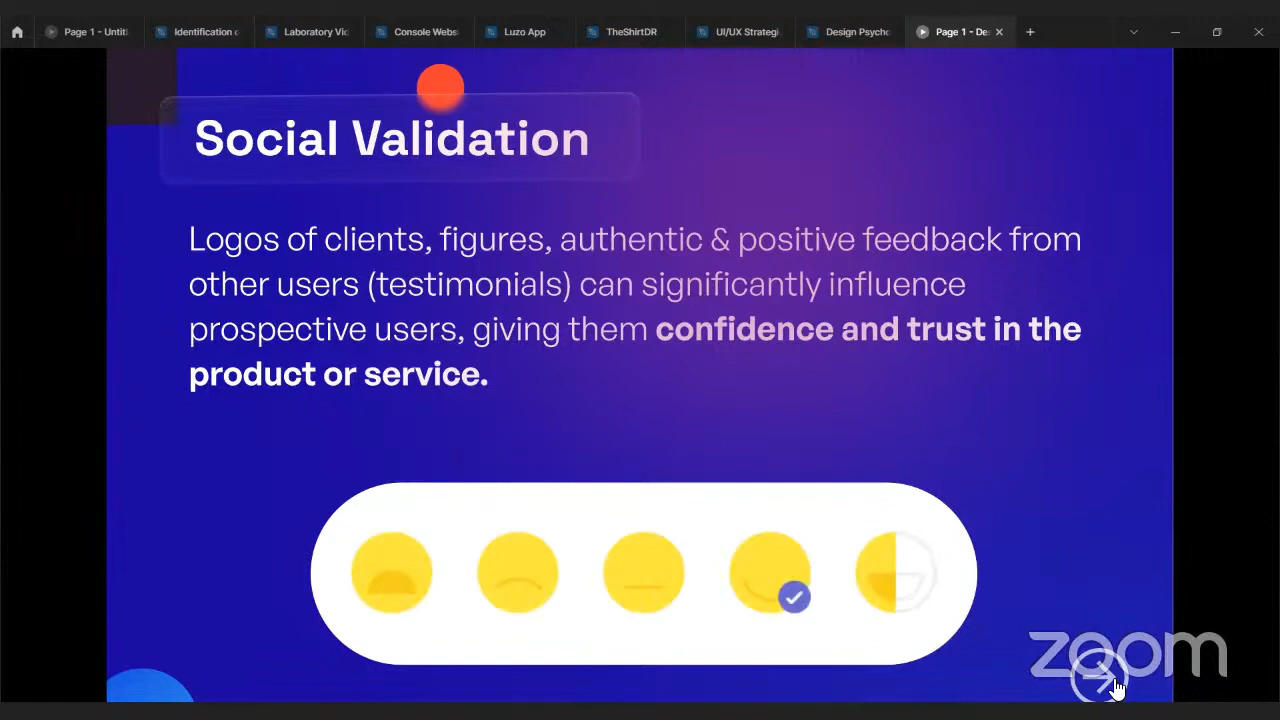 Page 1 - Untit
Identification o
Laboratory Vic
Console Webs
Luzo App
TheShirtDR
UI/UX Strategi
Design Psycho
Page 1 - Des
Social Validation
Logos of clients, figures, authentic & positive feedback from
other users (testimonials) can significantly influence
prospective users, giving them confidence and trust in the
product or service.
zoom